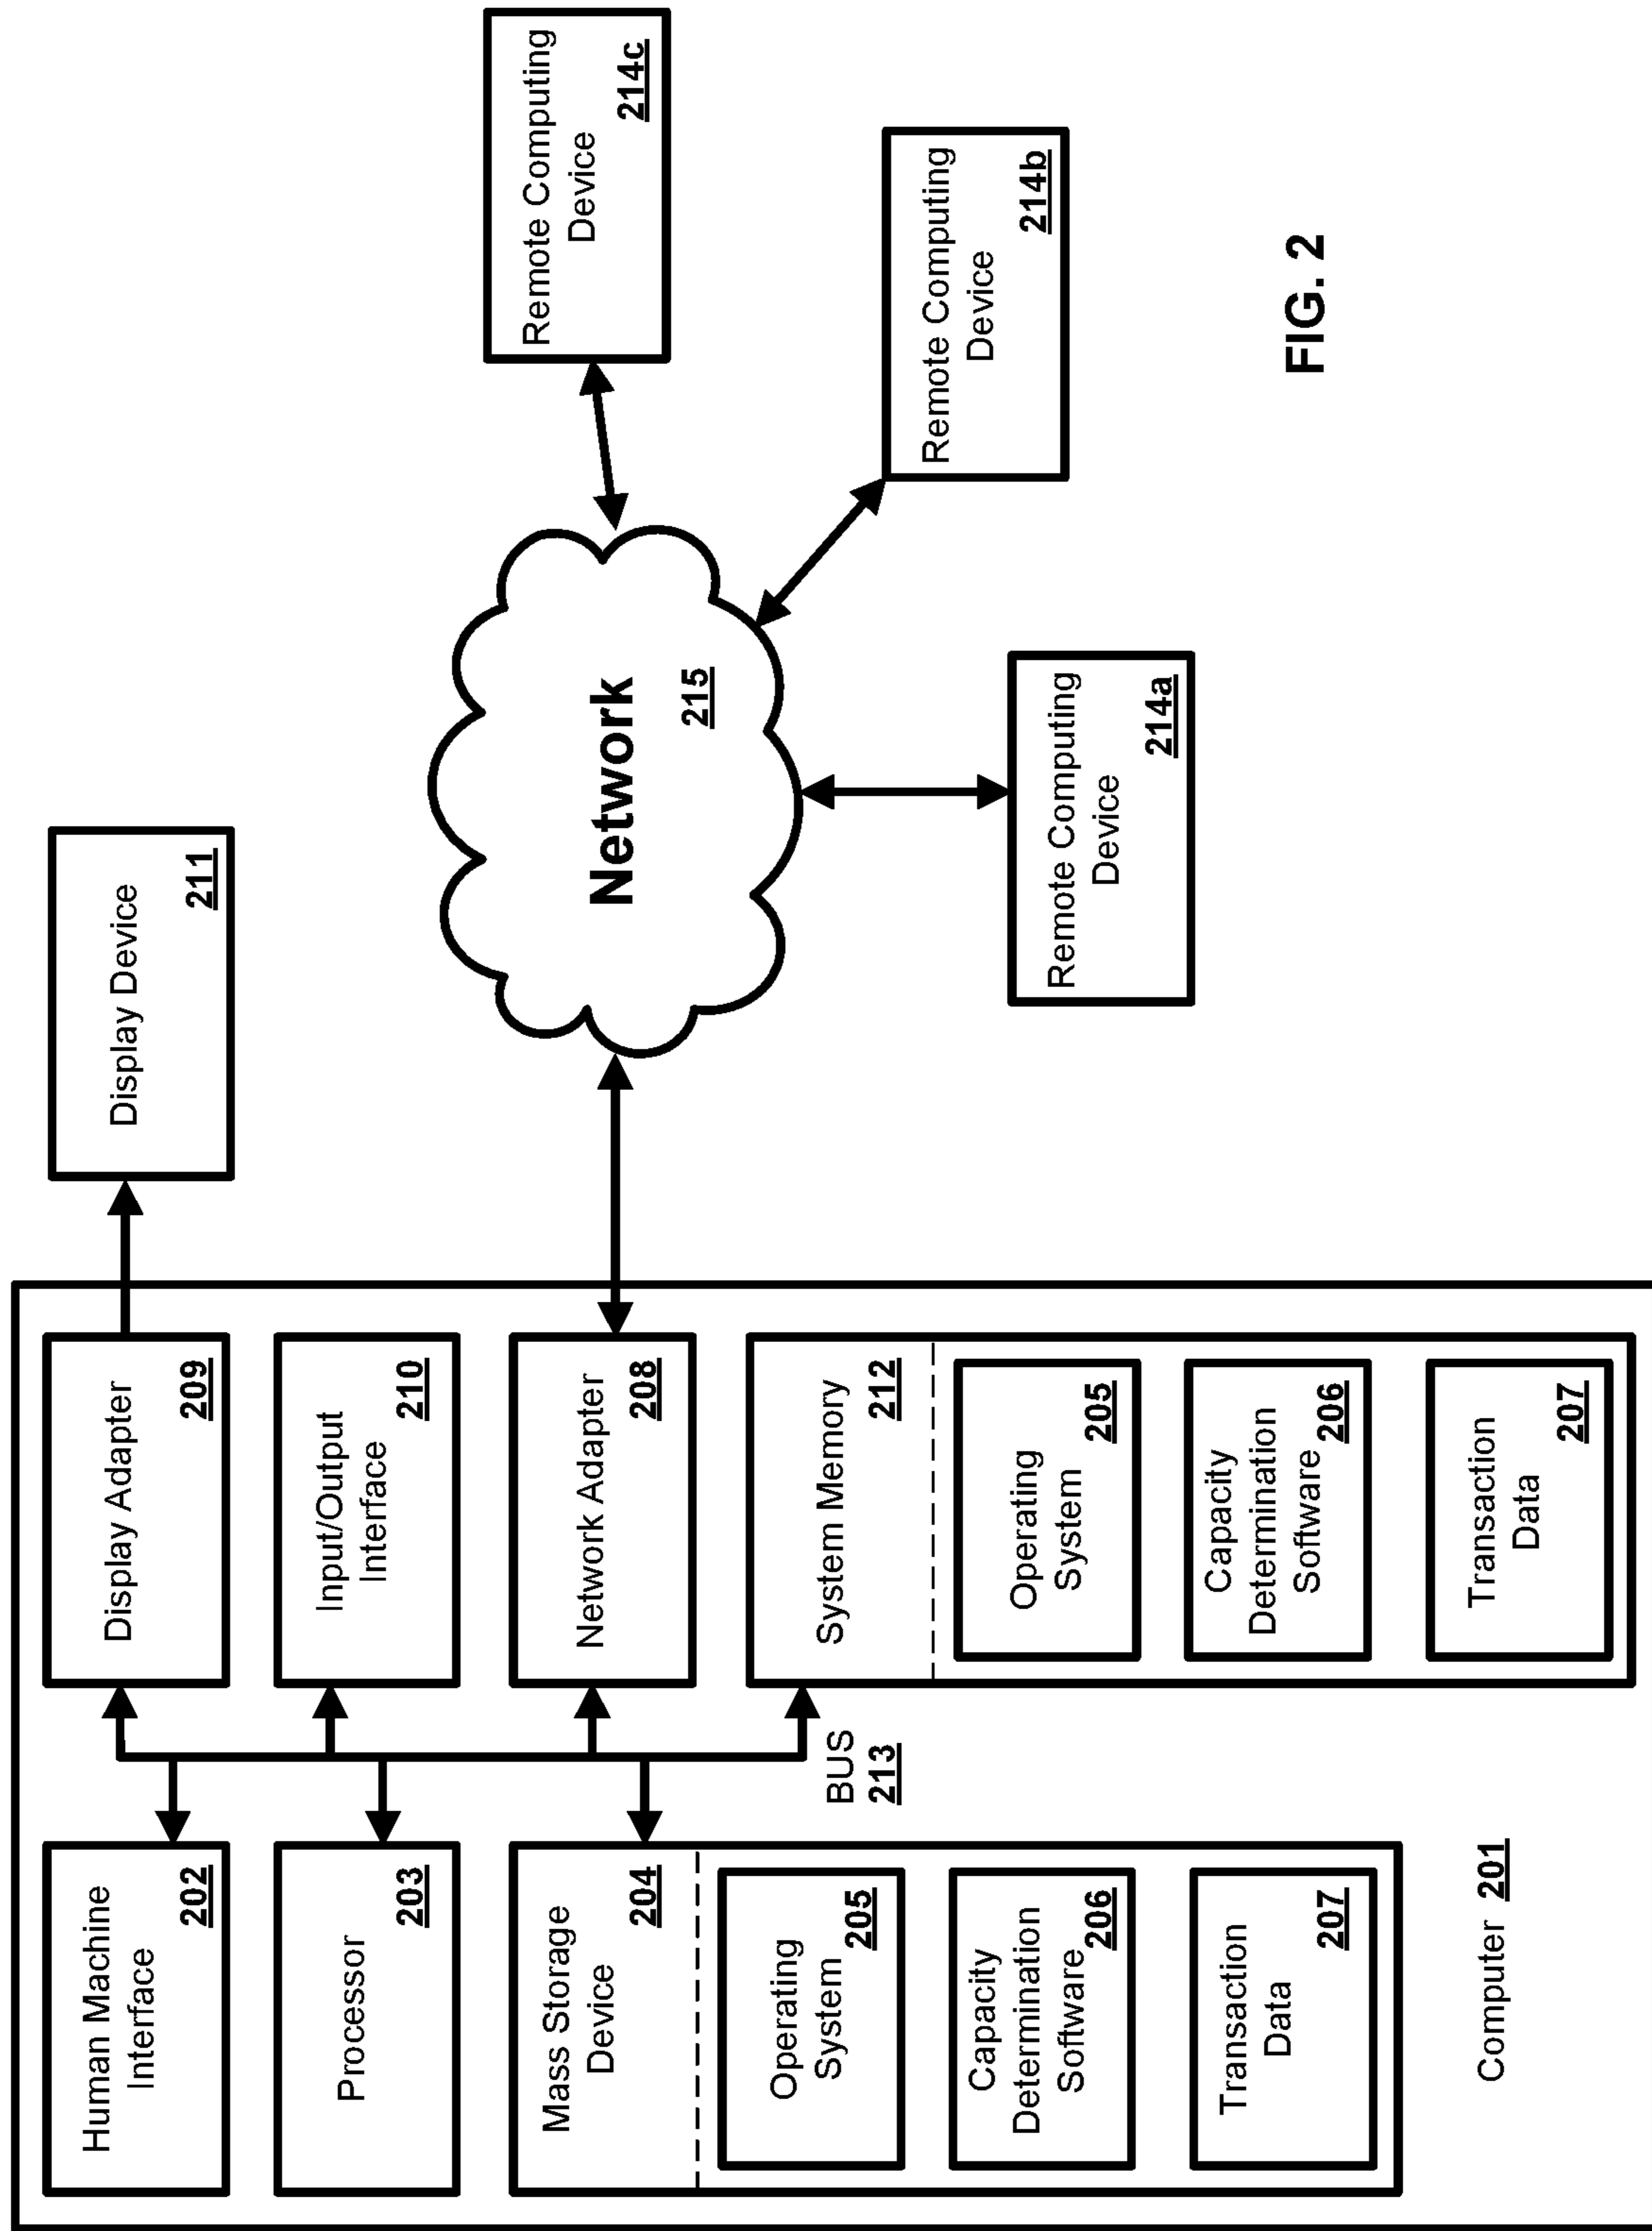 Human Machine
Interface
202
Processor
203
Mass Storage
Device
204
Operating
System
205
Capacity
Determination
Software
206
Transaction
Data
207
Computer 201
Display Adapter
209
Input/Output
Interface
210
Network Adapter
208
BUS
213
System Memory
212
Operating
System
205
Capacity
Determination
Software
206
Transaction
Data
207
Display Device
211
Network
215
Remote Computing
Device
214a
Remote Computing
Device
214b
Remote Computing
Device
214c
FIG. 2